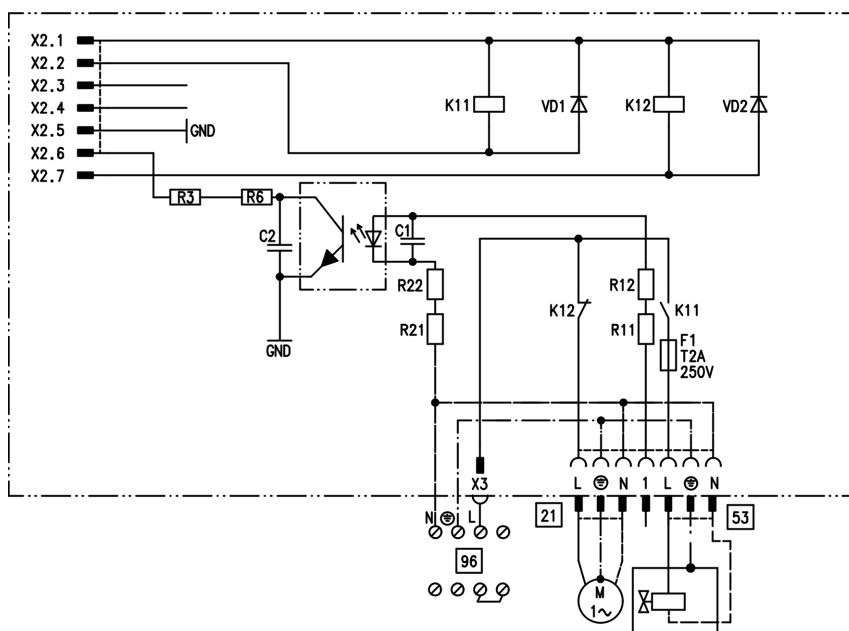 X2.1
X2.2
X2.3
X2.4
X2.5
GND
X2.6
X2.7
K11
VD1
K12
VD2
R3
R6
C2
C1
R22
R21
GND
K12
R12
R11
K11
F1
T2A
250V
X3
L
N
1
L
N
N
L
21
53
96
M
1~